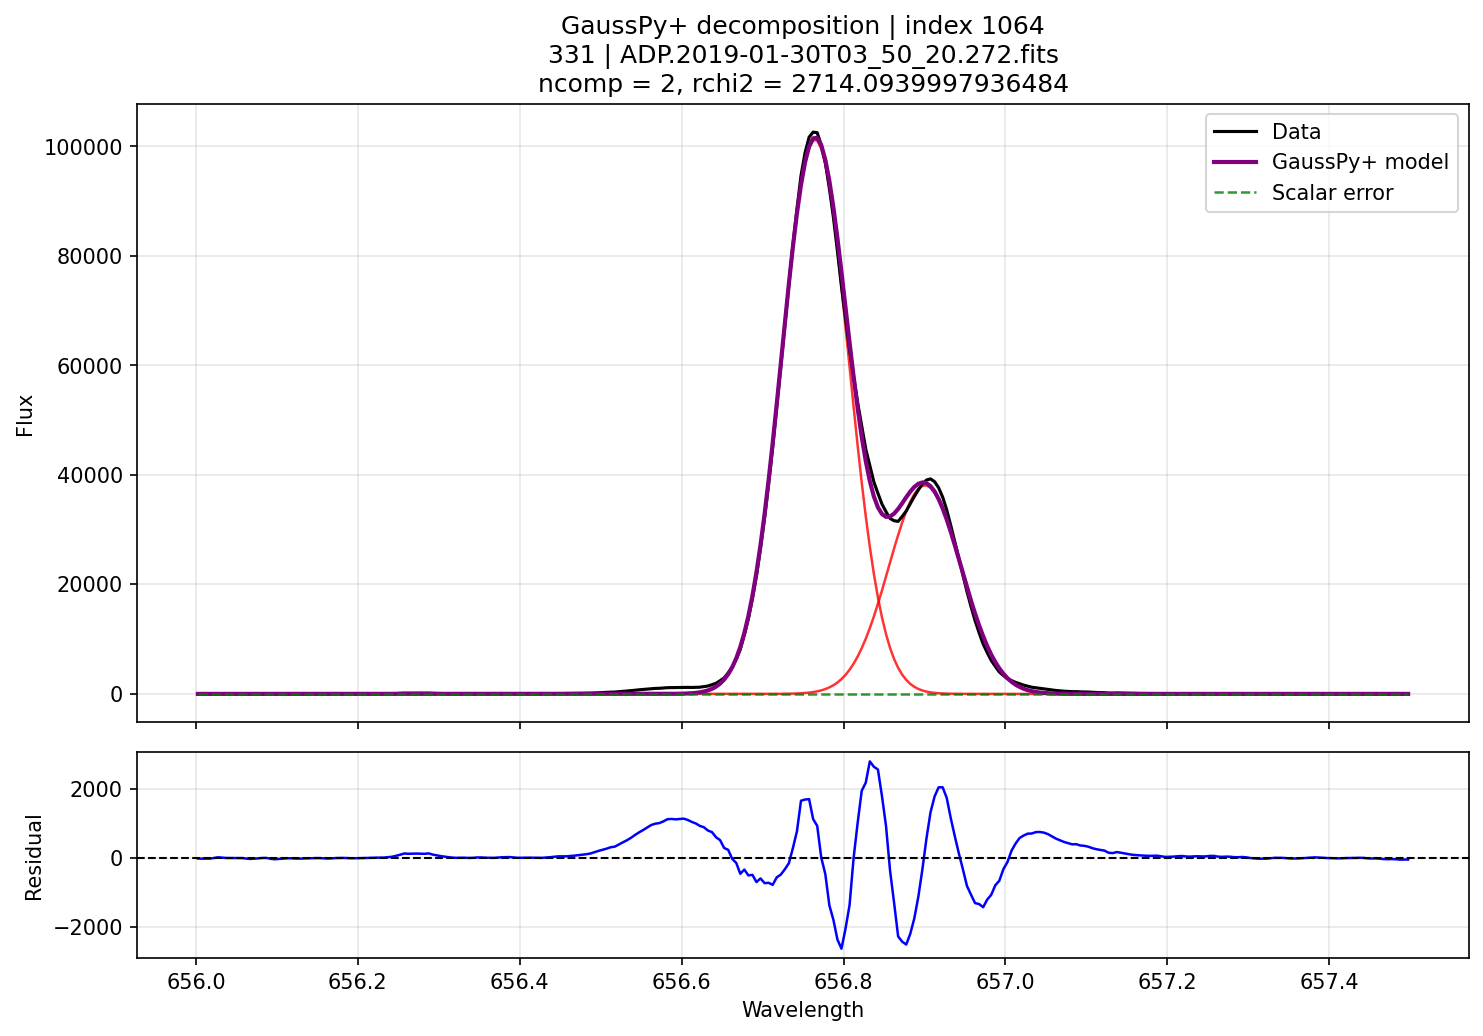 GaussPy+ decomposition | index 1064
331 | ADP.2019-01-30T03_50_20.272.fits
ncomp = 2, rchi2 = 2714.0939997936484
Data
GaussPy+ model
Scalar error
100000
80000
60000
40000
20000
0
Flux
2000
0
−2000
Residual
656.0
656.2
656.4
656.6
656.8
657.0
657.2
657.4
Wavelength